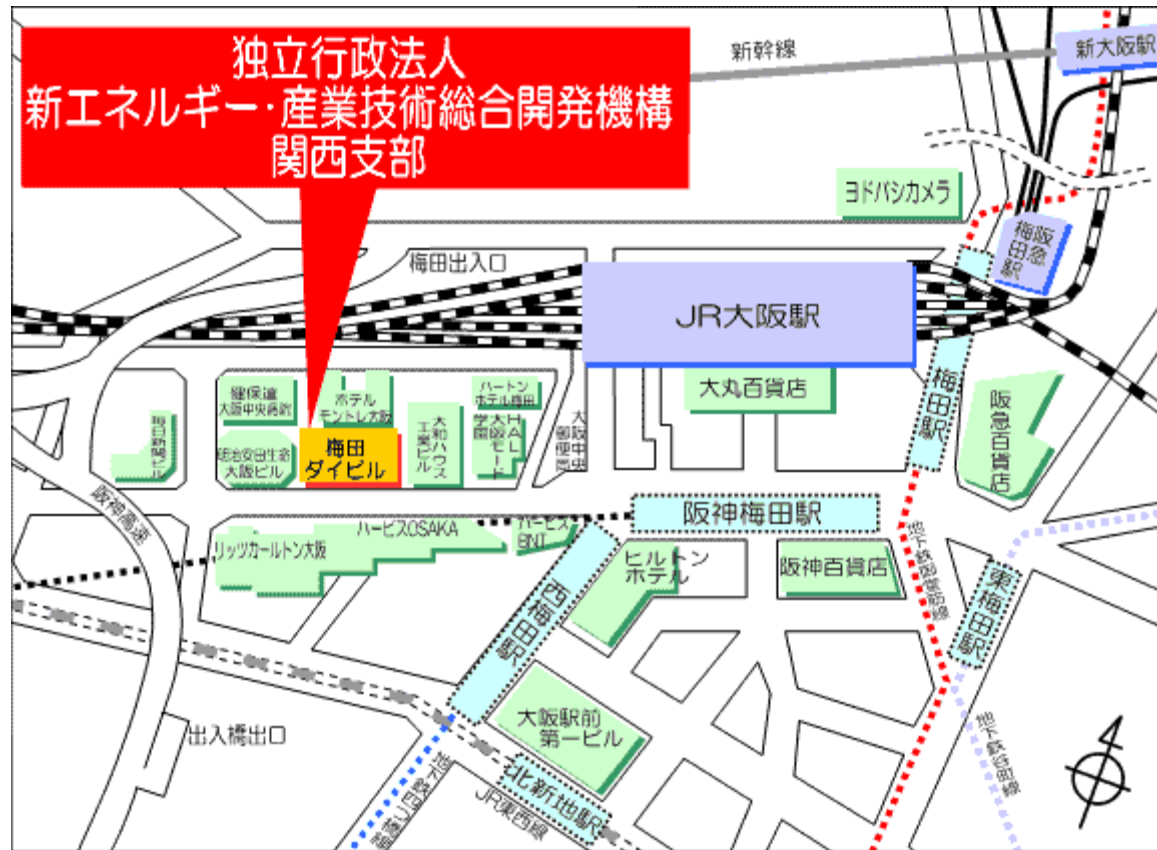 独立行政法人
新エネルギー・産業技術総合開発機構
関西支部
新幹線
新大阪駅
ヨドバシカメラ
阪急
梅田駅
梅田出入口
JR大阪駅
健保連
大阪中央病院
ホテル
モントレ大阪
ハートン
ホテル梅田
大丸百貨店
梅田駅
阪急百貨店
毎日新聞ビル
明治安田生命
大阪ビル
梅田
ダイビル
大和ハウス
工業ビル
HAL
大阪モード
学園
大阪中央
郵便局
阪神高速
リッツカールトン大阪
ハービスOSAKA
ハービス
ENT
阪神梅田駅
ヒルトン
ホテル
阪神百貨店
地下鉄御堂筋線
東梅田駅
西梅田駅
大阪駅前
第一ビル
出入橋出口
地下鉄四つ橋線
北新地駅
JR東西線
地下鉄谷町線
4